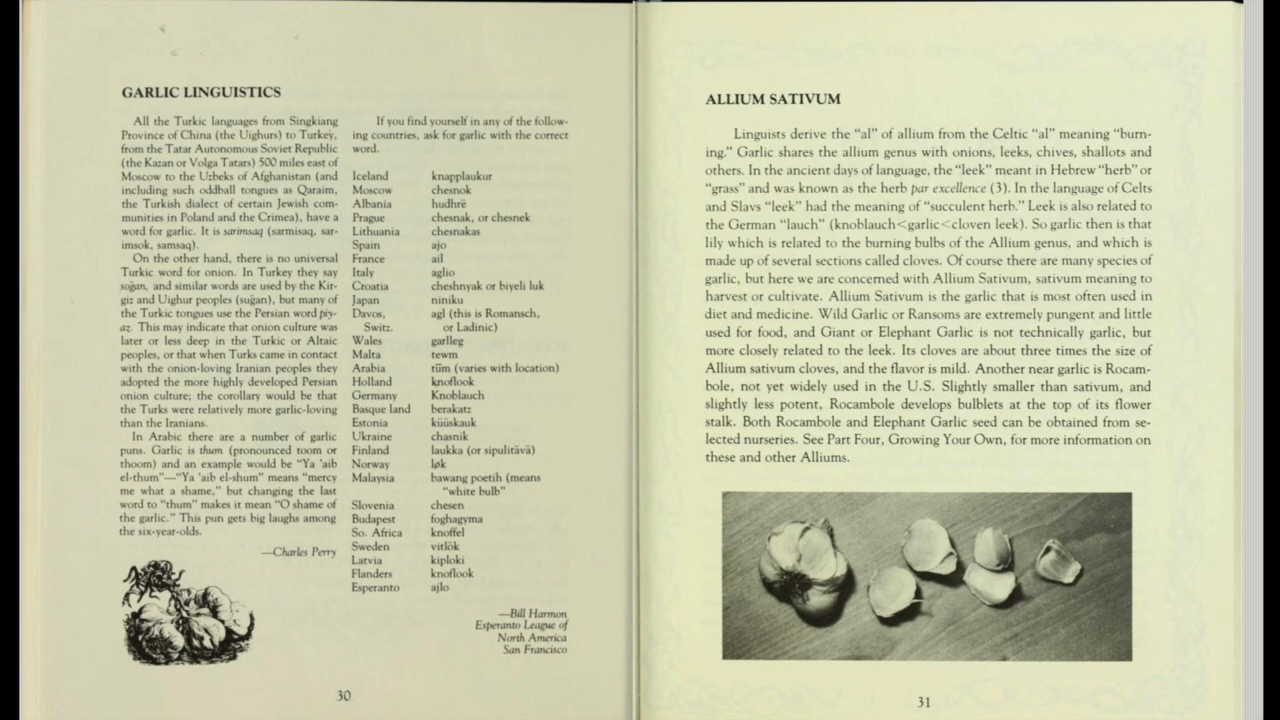 GARLIC LINGUISTICS
All the Turkic languages from Singkiang
Province of China (the Uighurs) to Turkey,
from the Tatar Autonomous Soviet Republic
(the Kazan or Volga Tatars) 500 miles east of
Moscow to the Uzbeks of Afghanistan (and
including such oddball tongues as Qaraim,
the Turkish dialect of certain Jewish com-
munities in Poland and the Crimea), have a
word for garlic. It is sarimsaq (sarmisaq, sar-
imsok, samsaq).
On the other hand, there is no universal
Turkic word for onion. In Turkey they say
soğan, and similar words are used by the Kir-
giz and Uighur peoples (suğan), but many of
the Turkic tongues use the Persian word piy-
az. This may indicate that onion culture was
later or less deep in the Turkic or Altaic
peoples, or that when Turks came in contact
with the onion-loving Iranian peoples they
adopted the more highly developed Persian
onion culture; the corollary would be that
the Turks were relatively more garlic-loving
than the Iranians.
In Arabic there are a number of garlic
puns. Garlic is thum (pronounced toom or
thoom) and an example would be "Ya 'aib
el-thum"—"Ya 'aib el-shum" means "mercy
me what a shame," but changing the last
word to "thum" makes it mean "O shame of
the garlic." This pun gets big laughs among
the six-year-olds.
—Charles Perry
If you find yourself in any of the follow-
ing countries, ask for garlic with the correct
word.
Iceland knapplaukur
Moscow chesnok
Albania hudhrë
Prague chesnak, or chesnek
Lithuania chesnakas
Spain ajo
France ail
Italy aglio
Croatia cheshnyak or biyeli luk
Japan niniku
Davos, agl (this is Romansch,
Switz. or Ladinic)
Wales garlleg
Malta tewm
Arabia tüm (varies with location)
Holland knoflook
Germany Knoblauch
Basque land berakatz
Estonia küüskauk
Ukraine chasnik
Finland laukka (or sipulitävä)
Norway løk
Malaysia bawang poetih (means
"white bulb"
Slovenia chesen
Budapest foghagyma
So. Africa knoffel
Sweden vitlök
Latvia kiploki
Flanders knoflook
Esperanto ajlo
—Bill Harmon
Esperanto League of
North America
San Francisco
30
ALLIUM SATIVUM
Linguists derive the "al" of allium from the Celtic "al" meaning "burn-
ing." Garlic shares the allium genus with onions, leeks, chives, shallots and
others. In the ancient days of language, the "leek" meant in Hebrew "herb" or
"grass" and was known as the herb par excellence (3). In the language of Celts
and Slavs "leek" had the meaning of "succulent herb." Leek is also related to
the German "lauch" (knoblauch<garlic<cloven leek). So garlic then is that
lily which is related to the burning bulbs of the Allium genus, and which is
made up of several sections called cloves. Of course there are many species of
garlic, but here we are concerned with Allium Sativum, sativum meaning to
harvest or cultivate. Allium Sativum is the garlic that is most often used in
diet and medicine. Wild Garlic or Ransoms are extremely pungent and little
used for food, and Giant or Elephant Garlic is not technically garlic, but
more closely related to the leek. Its cloves are about three times the size of
Allium sativum cloves, and the flavor is mild. Another near garlic is Rocam-
bole, not yet widely used in the U.S. Slightly smaller than sativum, and
slightly less potent, Rocambole develops bulblets at the top of its flower
stalk. Both Rocambole and Elephant Garlic seed can be obtained from se-
lected nurseries. See Part Four, Growing Your Own, for more information on
these and other Alliums.
31